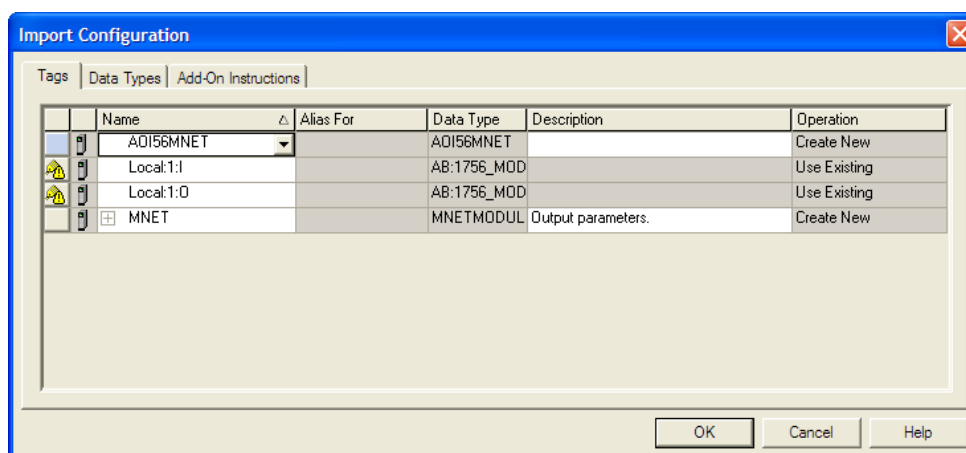 Import Configuration
Tags Data Types Add-On Instructions
Name Alias For Data Type Description Operation
AOI56MNET AOI56MNET Create New
Local:1:I AB:1756_MOD Use Existing
Local:1:O AB:1756_MOD Use Existing
MNET MNETMODUL Output parameters. Create New
OK Cancel Help